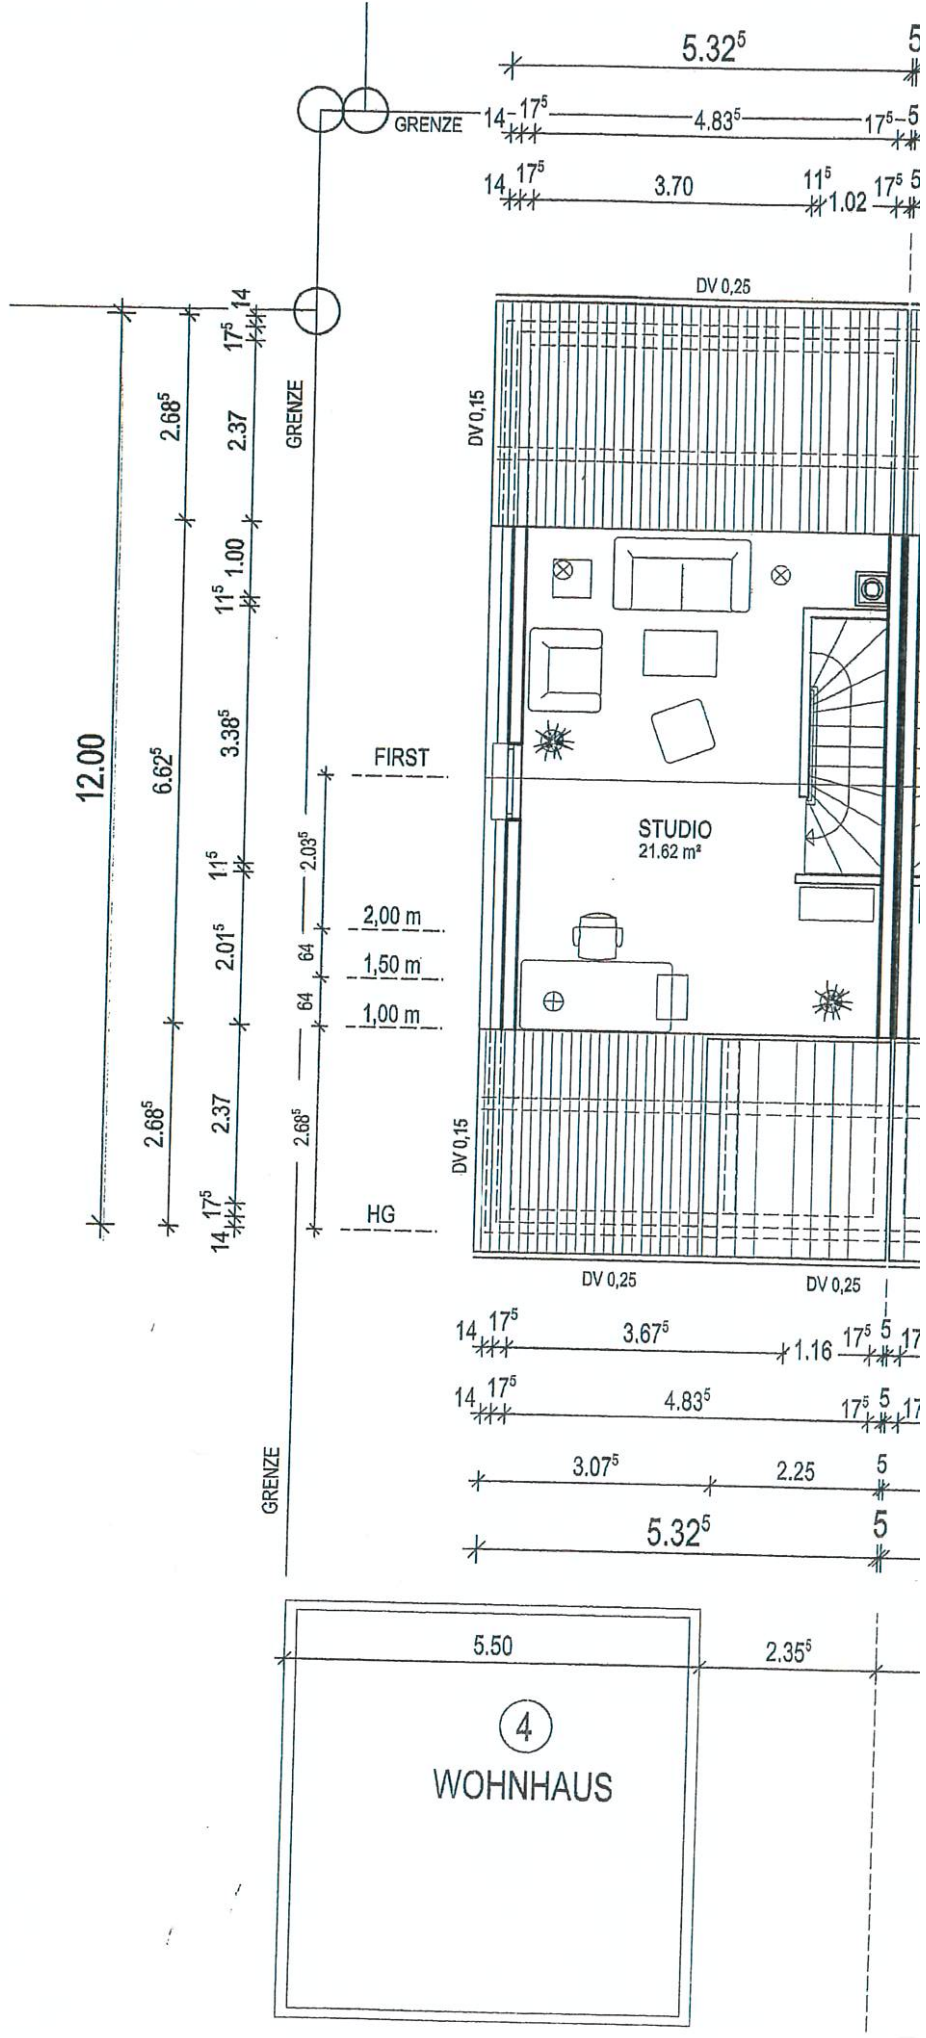 5.32⁵ 5
GRENZE
14 17⁵ 4.83⁵ 17⁵ 5
14 17⁵ 3.70 11⁵ 1.02 17⁵ 5
DV 0,25
14
17⁵
2.68⁵
2.37
GRENZE
DV 0,15
1.00
11⁵
12.00
6.62⁵
3.38⁵
FIRST
STUDIO
21.62 m²
2.03⁵
11⁵
2,00 m
2.01⁵
64
1,50 m
64
1,00 m
2.68⁵
2.37
2.68⁵
DV 0,15
17⁵
14
HG
DV 0,25 DV 0,25
14 17⁵ 3.67⁵ 1.16 17⁵ 5 17
14 17⁵ 4.83⁵ 17⁵ 5 17
GRENZE
3.07⁵ 2.25 5
5.32⁵ 5
5.50 2.35⁵
4
WOHNHAUS